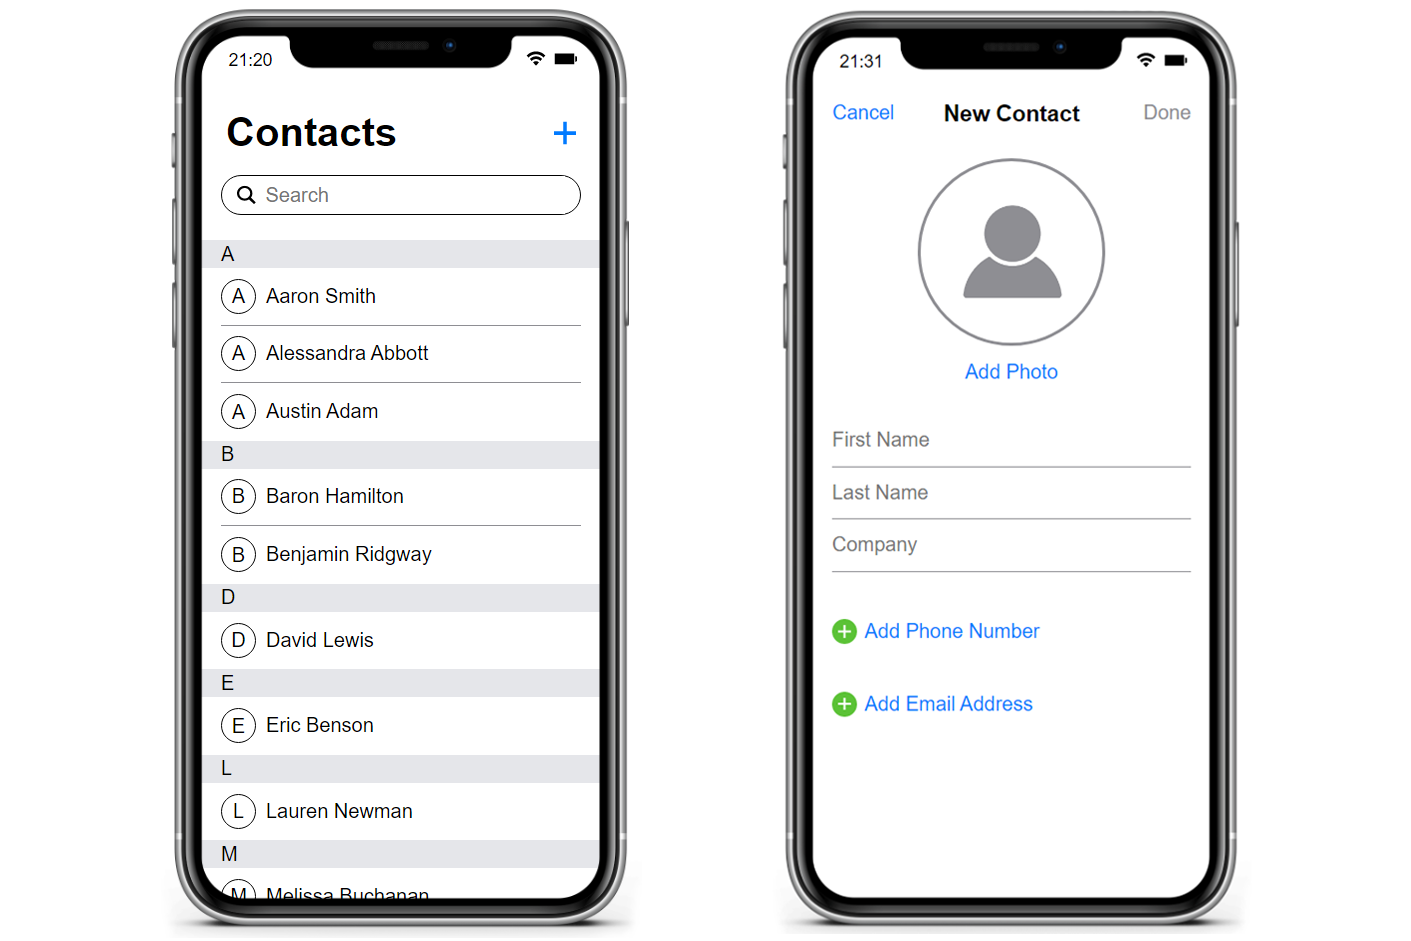 21:20
Contacts
Search
A
A Aaron Smith
A Alessandra Abbott
A Austin Adam
B
B Baron Hamilton
B Benjamin Ridgway
D
D David Lewis
E
E Eric Benson
L
L Lauren Newman
M
M Melissa Buchanan
21:31
Cancel New Contact Done
Add Photo
First Name
Last Name
Company
Add Phone Number
Add Email Address